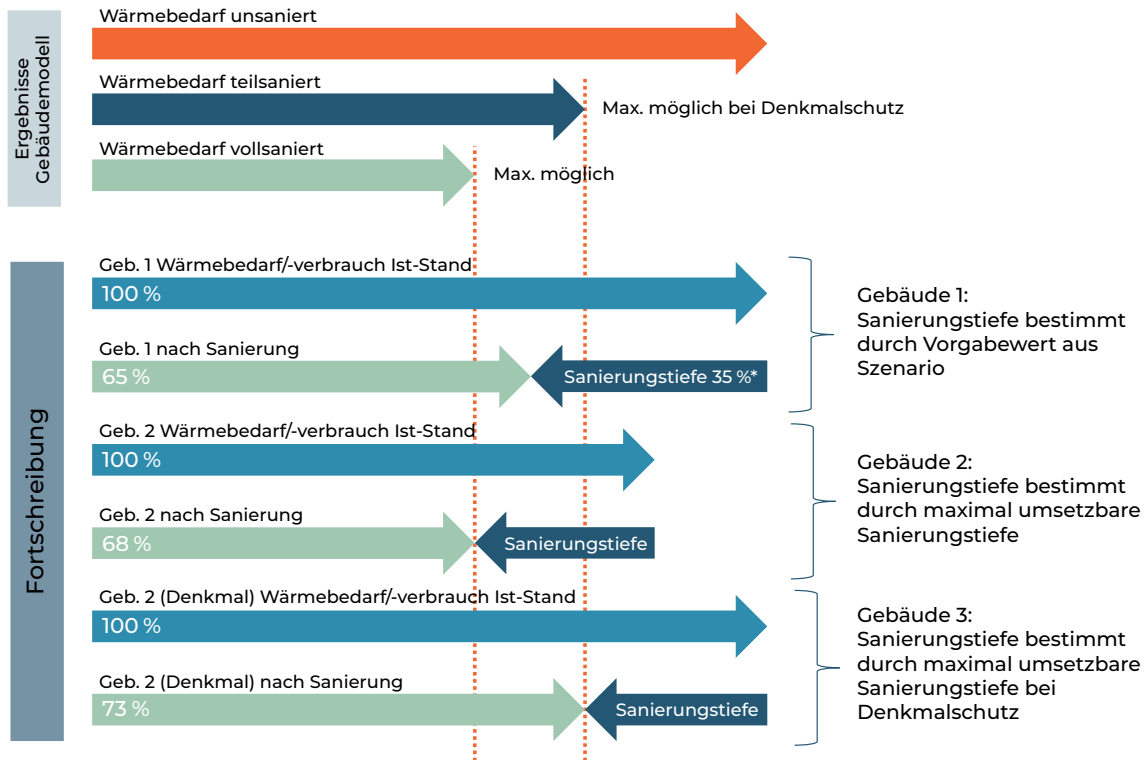 Ergebnisse
Gebäudemodell
Wärmebedarf unsaniert
Wärmebedarf teilsaniert
Max. möglich bei Denkmalschutz
Wärmebedarf vollsaniert
Max. möglich
Fortschreibung
Geb. 1 Wärmebedarf/-verbrauch Ist-Stand
100 %
Geb. 1 nach Sanierung
65 %
Sanierungstiefe 35 %*
Gebäude 1:
Sanierungstiefe bestimmt
durch Vorgabewert aus
Szenario
Geb. 2 Wärmebedarf/-verbrauch Ist-Stand
100 %
Geb. 2 nach Sanierung
68 %
Sanierungstiefe
Gebäude 2:
Sanierungstiefe bestimmt
durch maximal umsetzbare
Sanierungstiefe
Geb. 2 (Denkmal) Wärmebedarf/-verbrauch Ist-Stand
100 %
Geb. 2 (Denkmal) nach Sanierung
73 %
Sanierungstiefe
Gebäude 3:
Sanierungstiefe bestimmt
durch maximal umsetzbare
Sanierungstiefe bei
Denkmalschutz